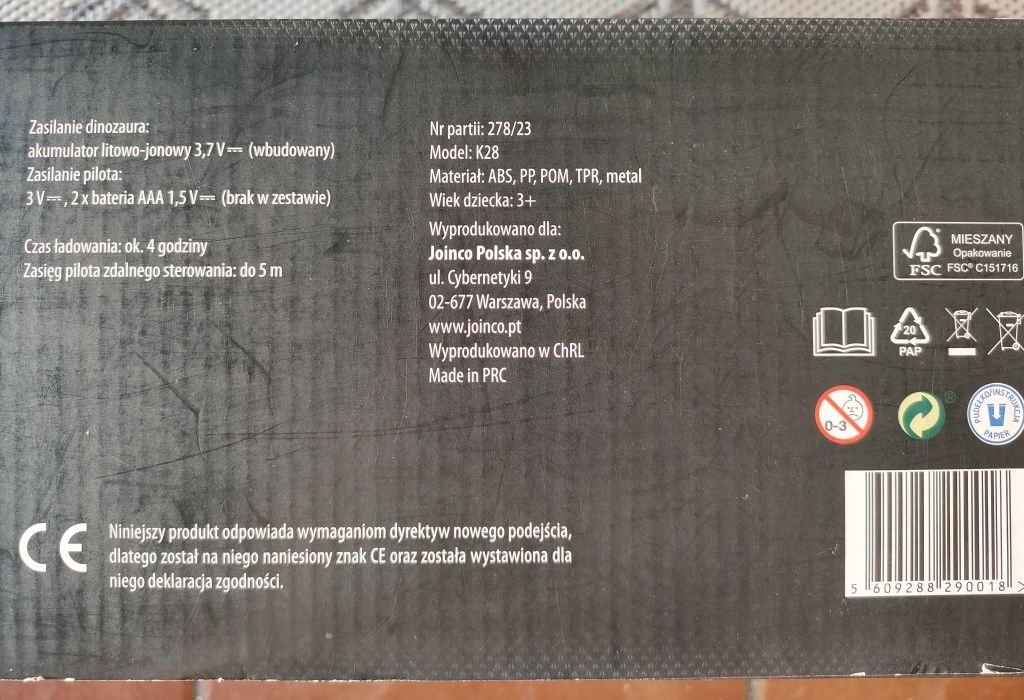 Zasilanie dinozaura:
akumulator litowo-jonowy 3,7 V⎓ (wbudowany)
Zasilanie pilota:
3 V⎓, 2 x bateria AAA 1,5 V⎓ (brak w zestawie)
Czas ładowania: ok. 4 godziny
Zasięg pilota zdalnego sterowania: do 5 m
Nr partii: 278/23
Model: K28
Materiał: ABS, PP, POM, TPR, metal
Wiek dziecka: 3+
Wyprodukowano dla:
Joinco Polska sp. z o.o.
ul. Cybernetyki 9
02-677 Warszawa, Polska
www.joinco.pt
Wyprodukowano w ChRL
Made in PRC
FSC
MIESZANY
Opakowanie
FSC® C151716
20
PAP
0-3
®
PUDEŁKO/INSTRUKCJA
PAPIER
CE
Niniejszy produkt odpowiada wymaganiom dyrektyw nowego podejścia,
dlatego został na niego naniesiony znak CE oraz została wystawiona dla
niego deklaracja zgodności.
5 609288 290018 >